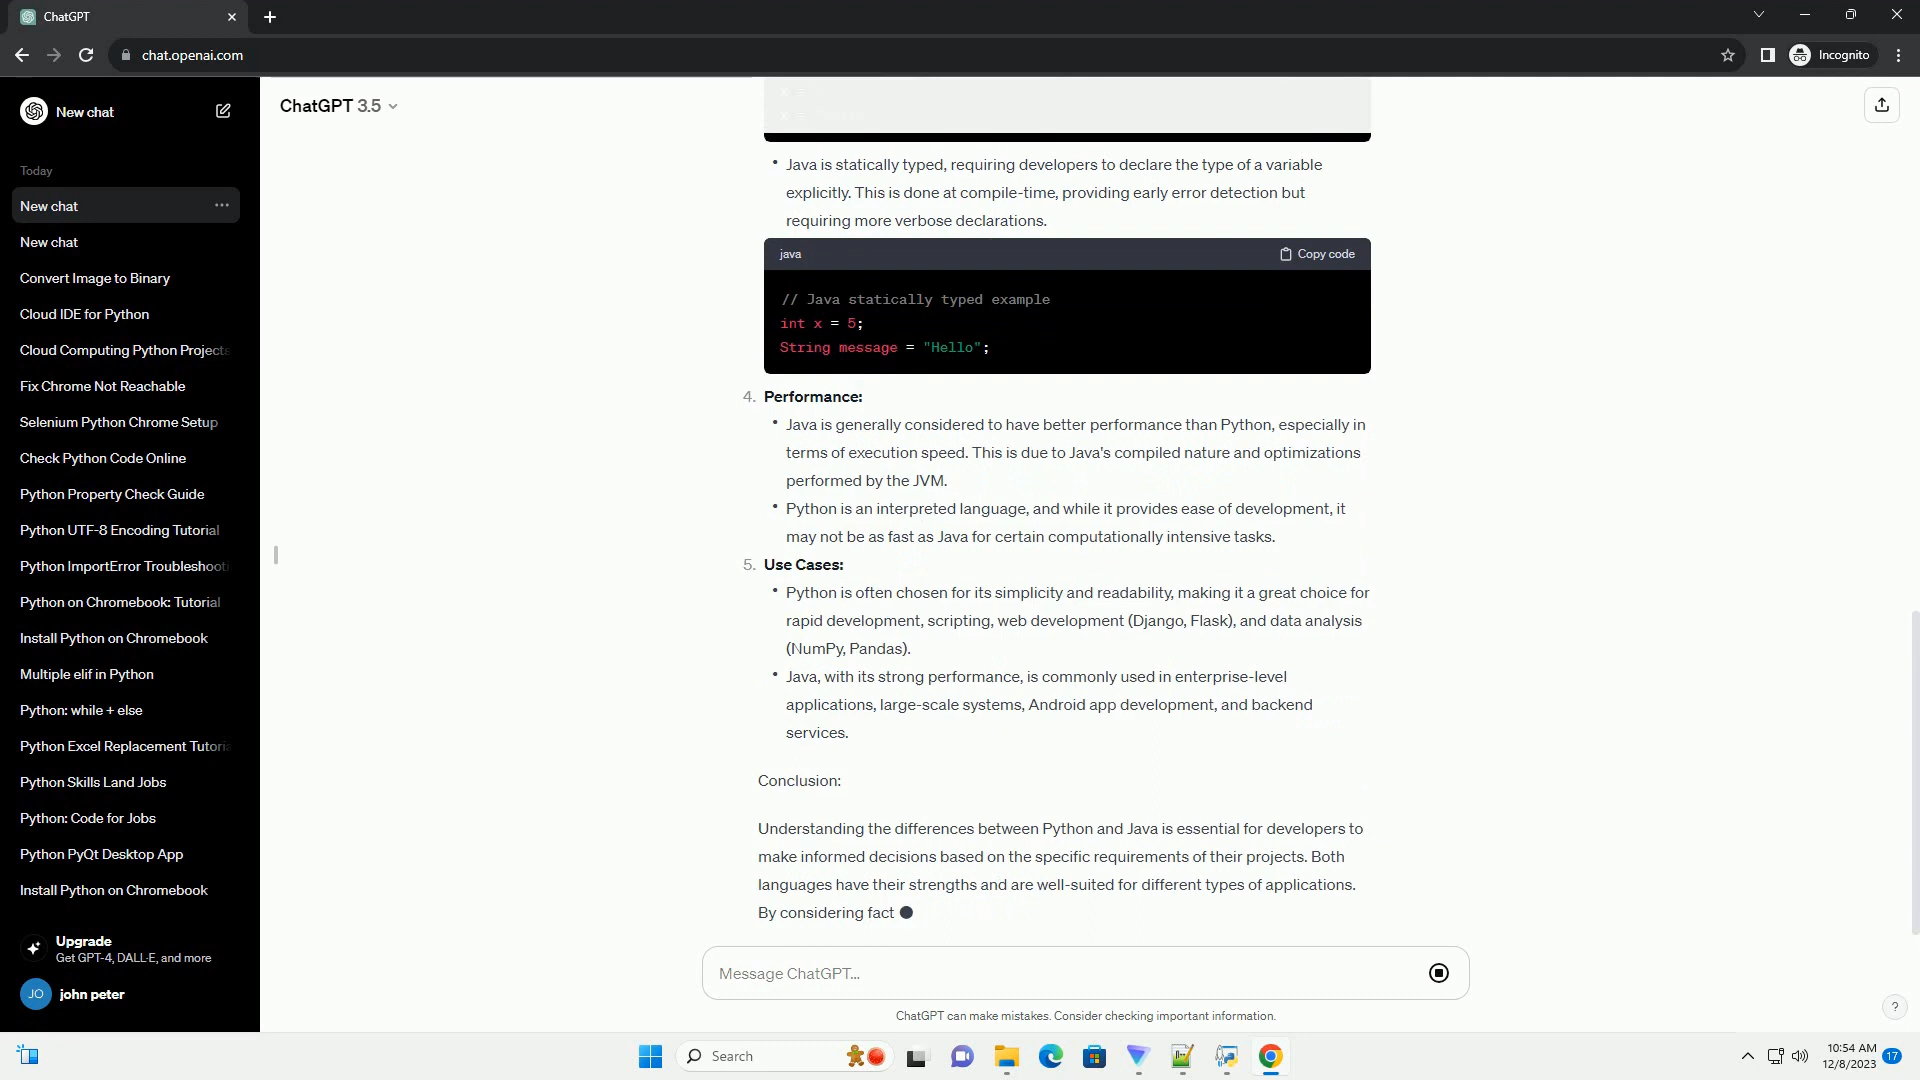 ChatGPT
chat.openai.com
Incognito
New chat
Today
New chat
New chat
Convert Image to Binary
Cloud IDE for Python
Cloud Computing Python Projects
Fix Chrome Not Reachable
Selenium Python Chrome Setup
Check Python Code Online
Python Property Check Guide
Python UTF-8 Encoding Tutorial
Python ImportError Troubleshooti
Python on Chromebook: Tutorial
Install Python on Chromebook
Multiple elif in Python
Python: while + else
Python Excel Replacement Tutoria
Python Skills Land Jobs
Python: Code for Jobs
Python PyQt Desktop App
Install Python on Chromebook
Upgrade
Get GPT-4, DALL·E, and more
JO
john peter
ChatGPT 3.5
• Java is statically typed, requiring developers to declare the type of a variable
explicitly. This is done at compile-time, providing early error detection but
requiring more verbose declarations.
java
Copy code
// Java statically typed example
int x = 5;
String message = "Hello";
4. Performance:
• Java is generally considered to have better performance than Python, especially in
terms of execution speed. This is due to Java's compiled nature and optimizations
performed by the JVM.
• Python is an interpreted language, and while it provides ease of development, it
may not be as fast as Java for certain computationally intensive tasks.
5. Use Cases:
• Python is often chosen for its simplicity and readability, making it a great choice for
rapid development, scripting, web development (Django, Flask), and data analysis
(NumPy, Pandas).
• Java, with its strong performance, is commonly used in enterprise-level
applications, large-scale systems, Android app development, and backend
services.
Conclusion:
Understanding the differences between Python and Java is essential for developers to
make informed decisions based on the specific requirements of their projects. Both
languages have their strengths and are well-suited for different types of applications.
By considering fact
Message ChatGPT...
ChatGPT can make mistakes. Consider checking important information.
?
Search
10:54 AM
12/8/2023
17